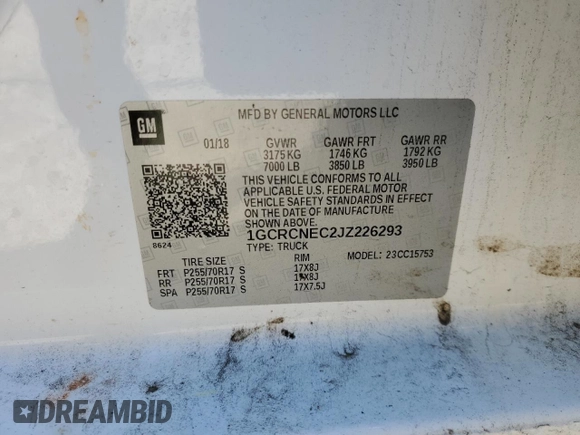 MFD BY GENERAL MOTORS LLC
GM
01/18 GVWR GAWR FRT GAWR RR
3175 KG 1746 KG 1792 KG
7000 LB 3850 LB 3950 LB
THIS VEHICLE CONFORMS TO ALL
APPLICABLE U.S. FEDERAL MOTOR
VEHICLE SAFETY STANDARDS IN EFFECT
ON THE DATE OF MANUFACTURE
SHOWN ABOVE.
8624
1GCRCNEC2JZ226293
TYPE: TRUCK MODEL: 23CC15753
TIRE SIZE RIM
FRT P255/70R17 S 17X8J
RR P255/70R17 S 17X8J
SPA P255/70R17 S 17X7.5J
DREAMBID